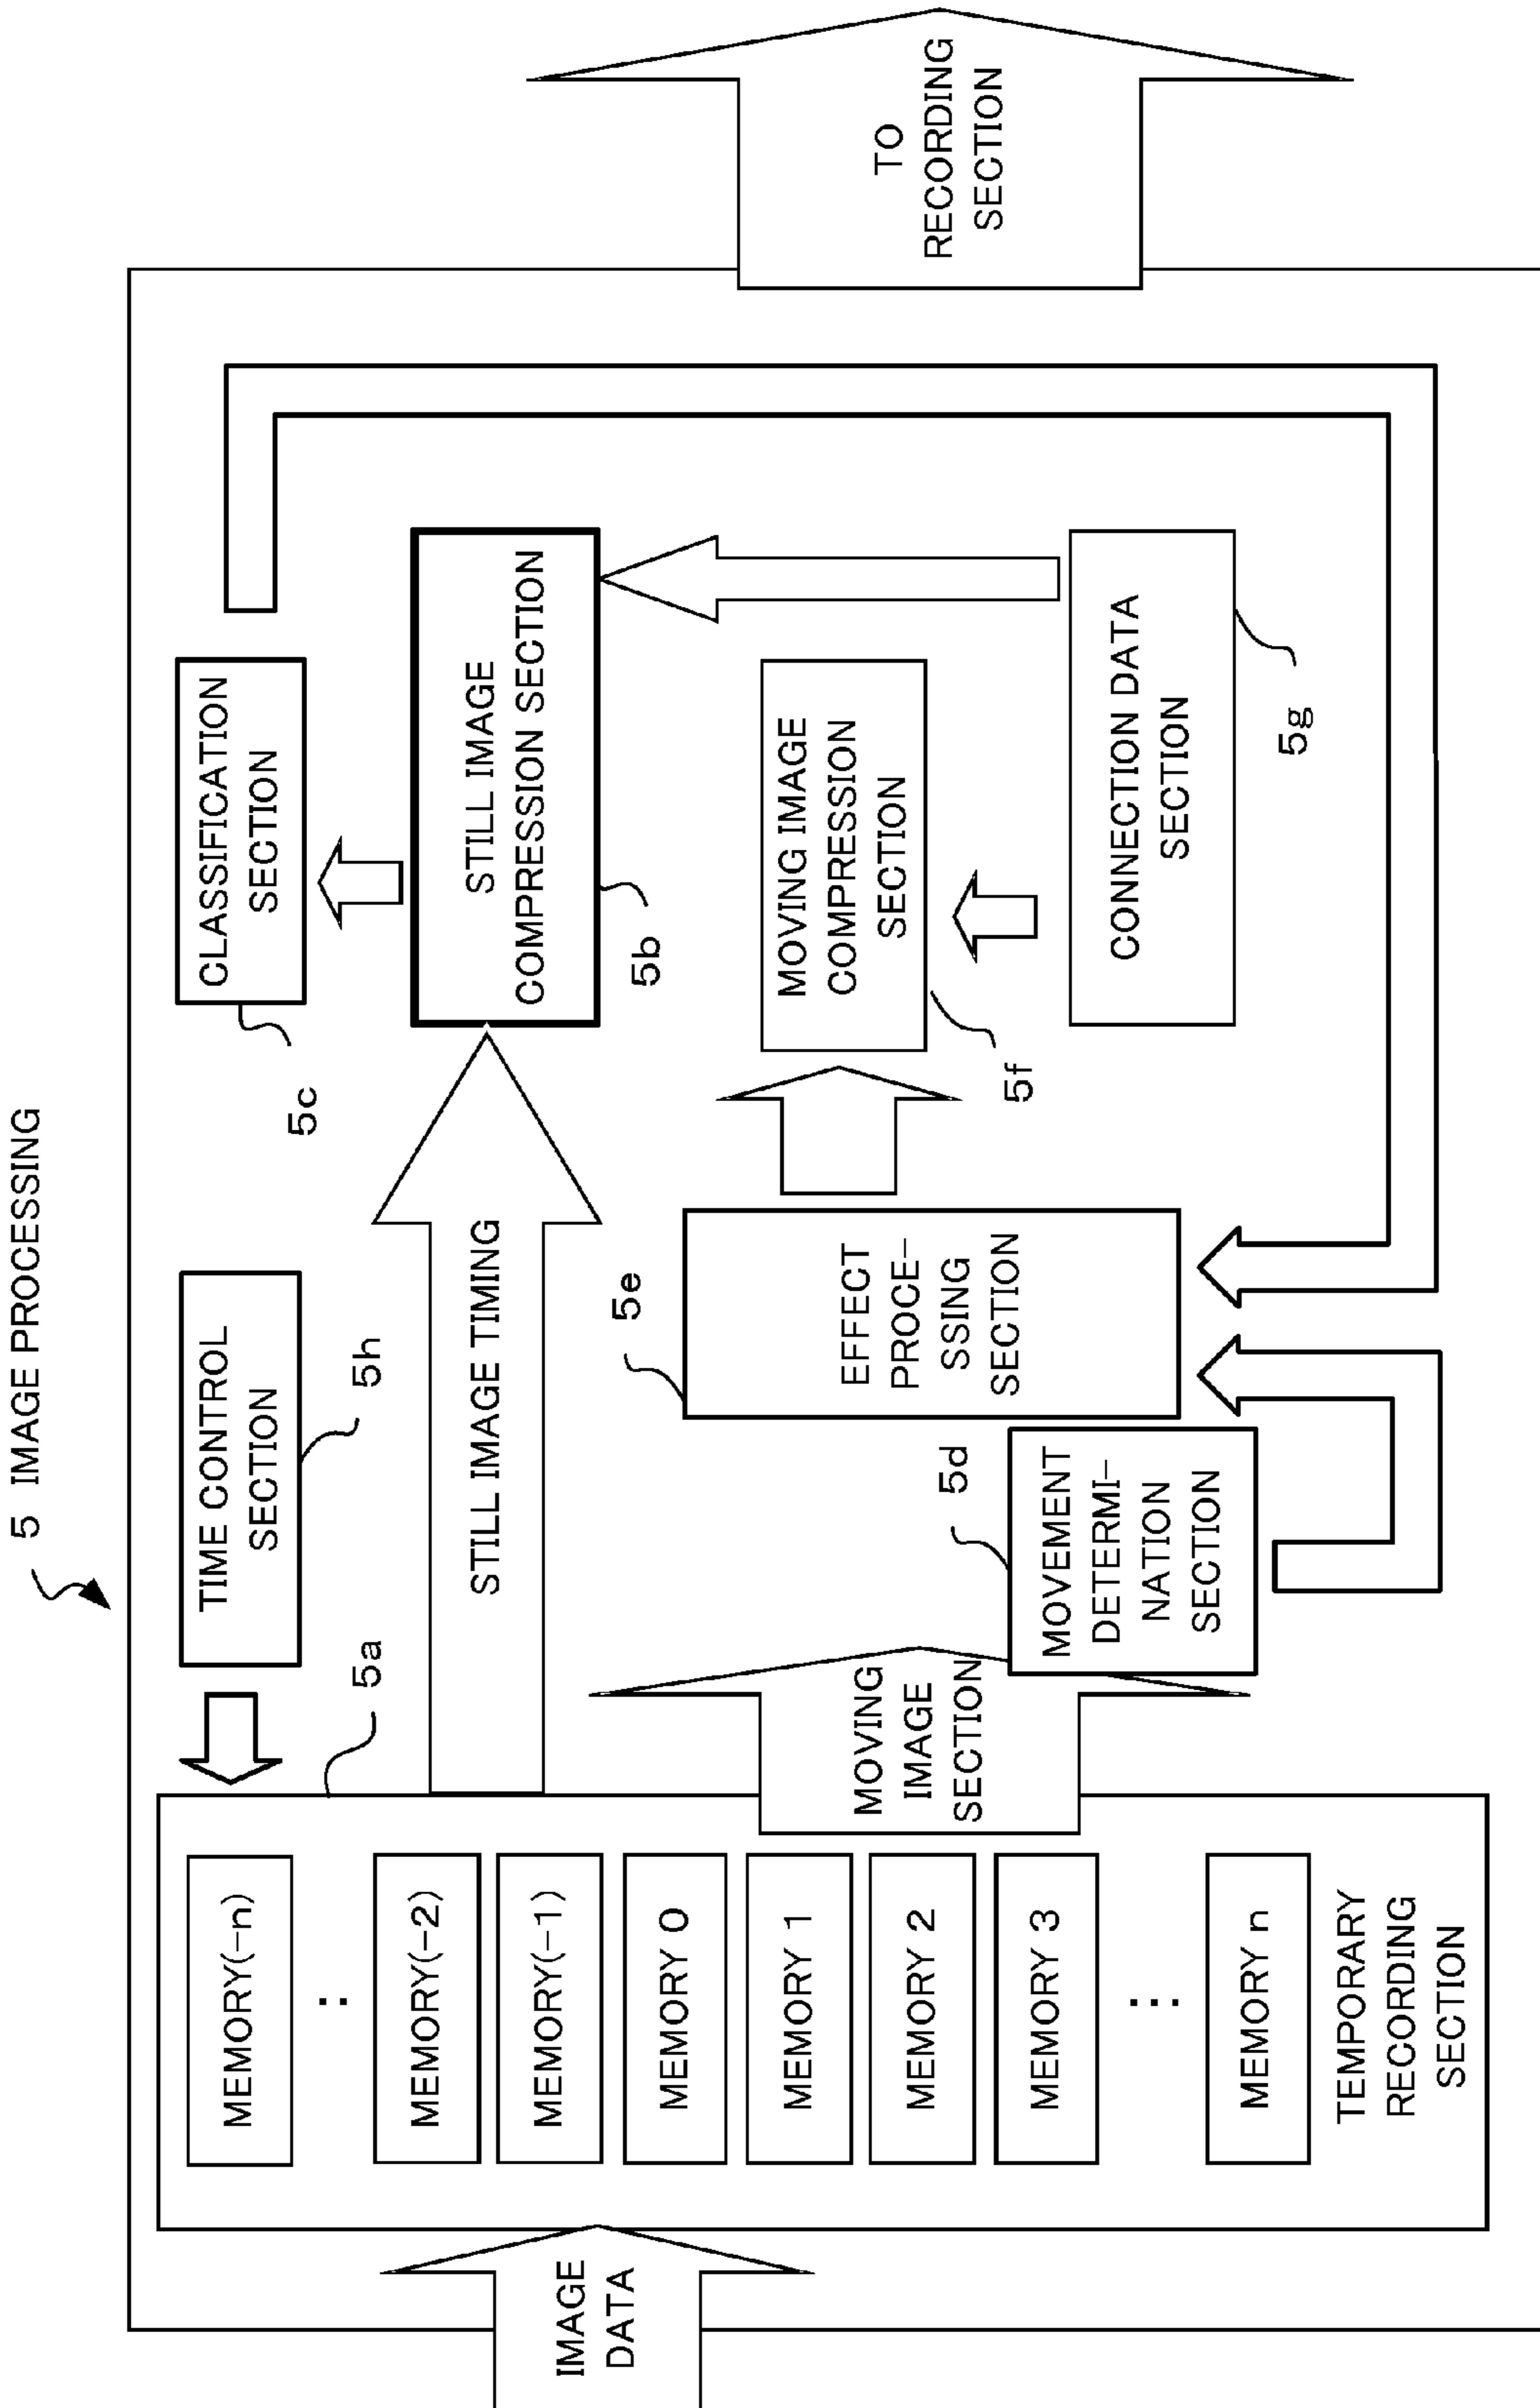 5 IMAGE PROCESSING
IMAGE
DATA
MEMORY(-n)
..
MEMORY(-2)
MEMORY(-1)
MEMORY 0
MEMORY 1
MEMORY 2
MEMORY 3
...
MEMORY n
TEMPORARY
RECORDING
SECTION
5a
TIME CONTROL
SECTION
5h
STILL IMAGE TIMING
MOVING
IMAGE
SECTION
5d
MOVEMENT
DETERMI-
NATION
SECTION
5e
EFFECT
PROCE-
SSING
SECTION
5c
CLASSIFICATION
SECTION
STILL IMAGE
COMPRESSION SECTION
5b
MOVING IMAGE
COMPRESSION
SECTION
5f
CONNECTION DATA
SECTION
5g
TO
RECORDING
SECTION